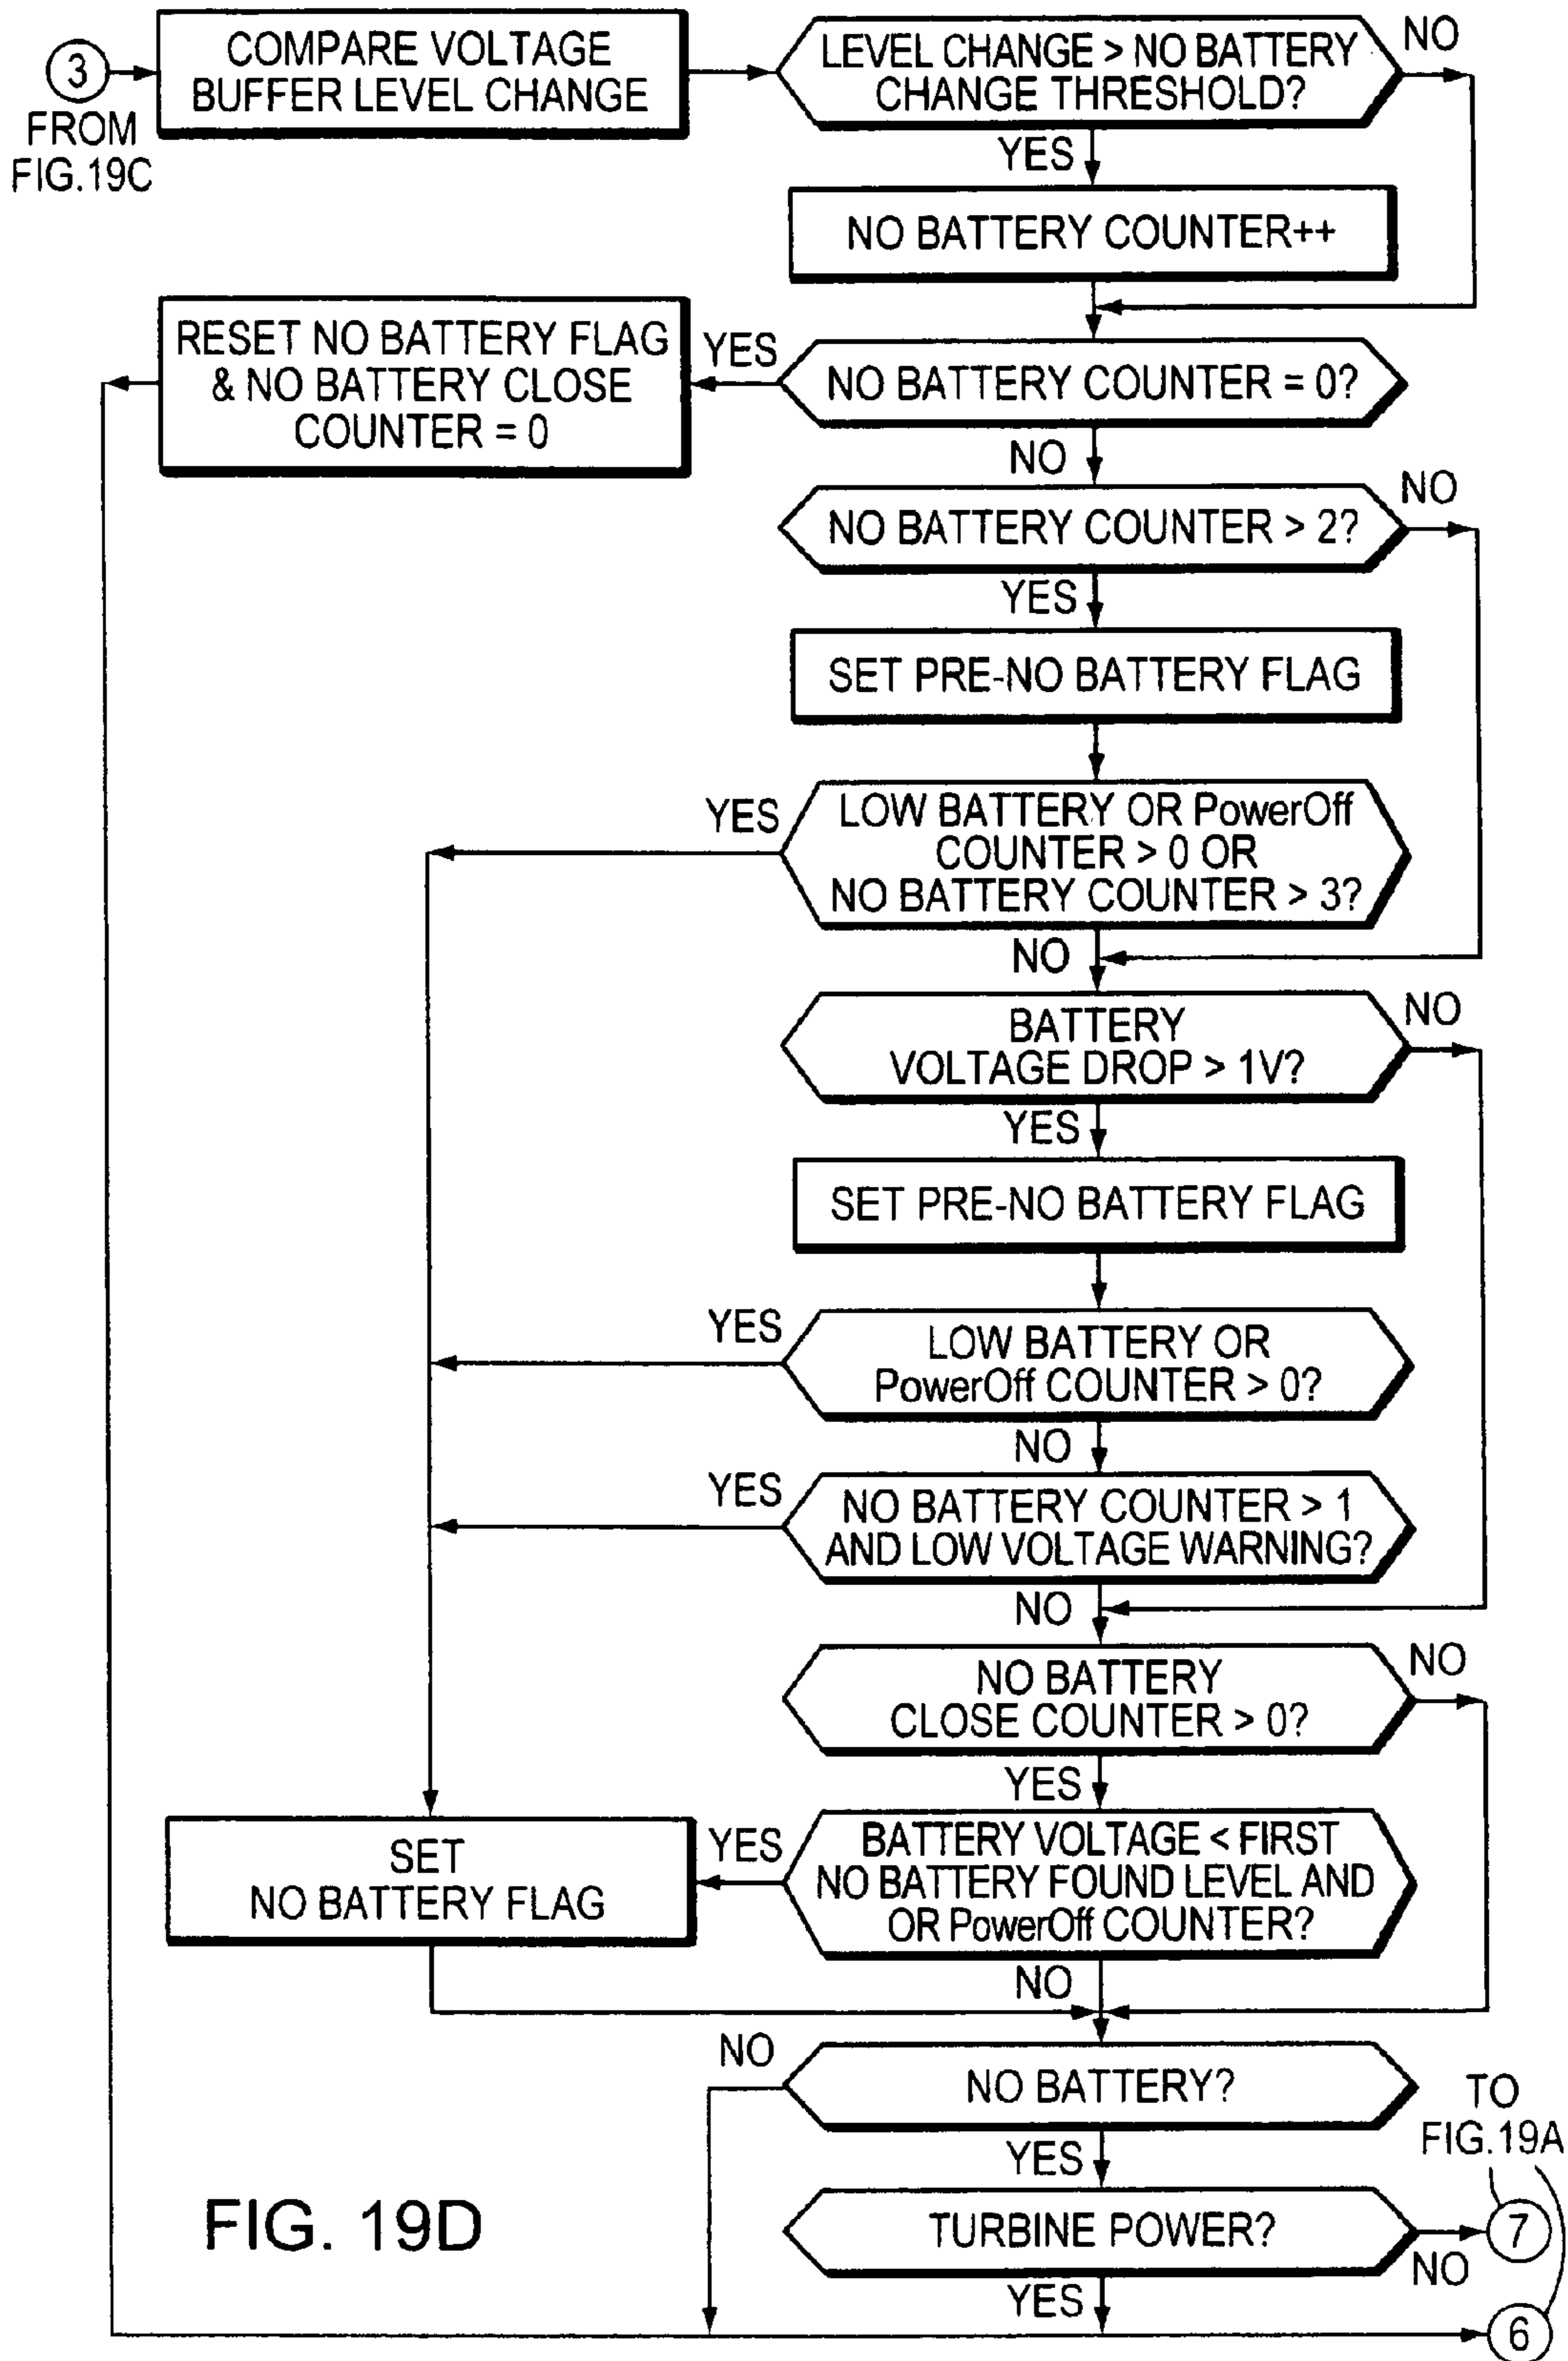 3
FROM
FIG.19C
COMPARE VOLTAGE
BUFFER LEVEL CHANGE
LEVEL CHANGE > NO BATTERY
CHANGE THRESHOLD?
NO
YES
NO BATTERY COUNTER++
RESET NO BATTERY FLAG
& NO BATTERY CLOSE
COUNTER = 0
YES
NO BATTERY COUNTER = 0?
NO
NO BATTERY COUNTER > 2?
NO
YES
SET PRE-NO BATTERY FLAG
YES
LOW BATTERY OR PowerOff
COUNTER > 0 OR
NO BATTERY COUNTER > 3?
NO
BATTERY
VOLTAGE DROP > 1V?
NO
YES
SET PRE-NO BATTERY FLAG
YES
LOW BATTERY OR
PowerOff COUNTER > 0?
NO
YES
NO BATTERY COUNTER > 1
AND LOW VOLTAGE WARNING?
NO
NO BATTERY
CLOSE COUNTER > 0?
NO
YES
SET
NO BATTERY FLAG
YES
BATTERY VOLTAGE < FIRST
NO BATTERY FOUND LEVEL AND
OR PowerOff COUNTER?
NO
NO
NO BATTERY?
YES
TO
FIG.19A
TURBINE POWER?
7
NO
YES
6
FIG. 19D